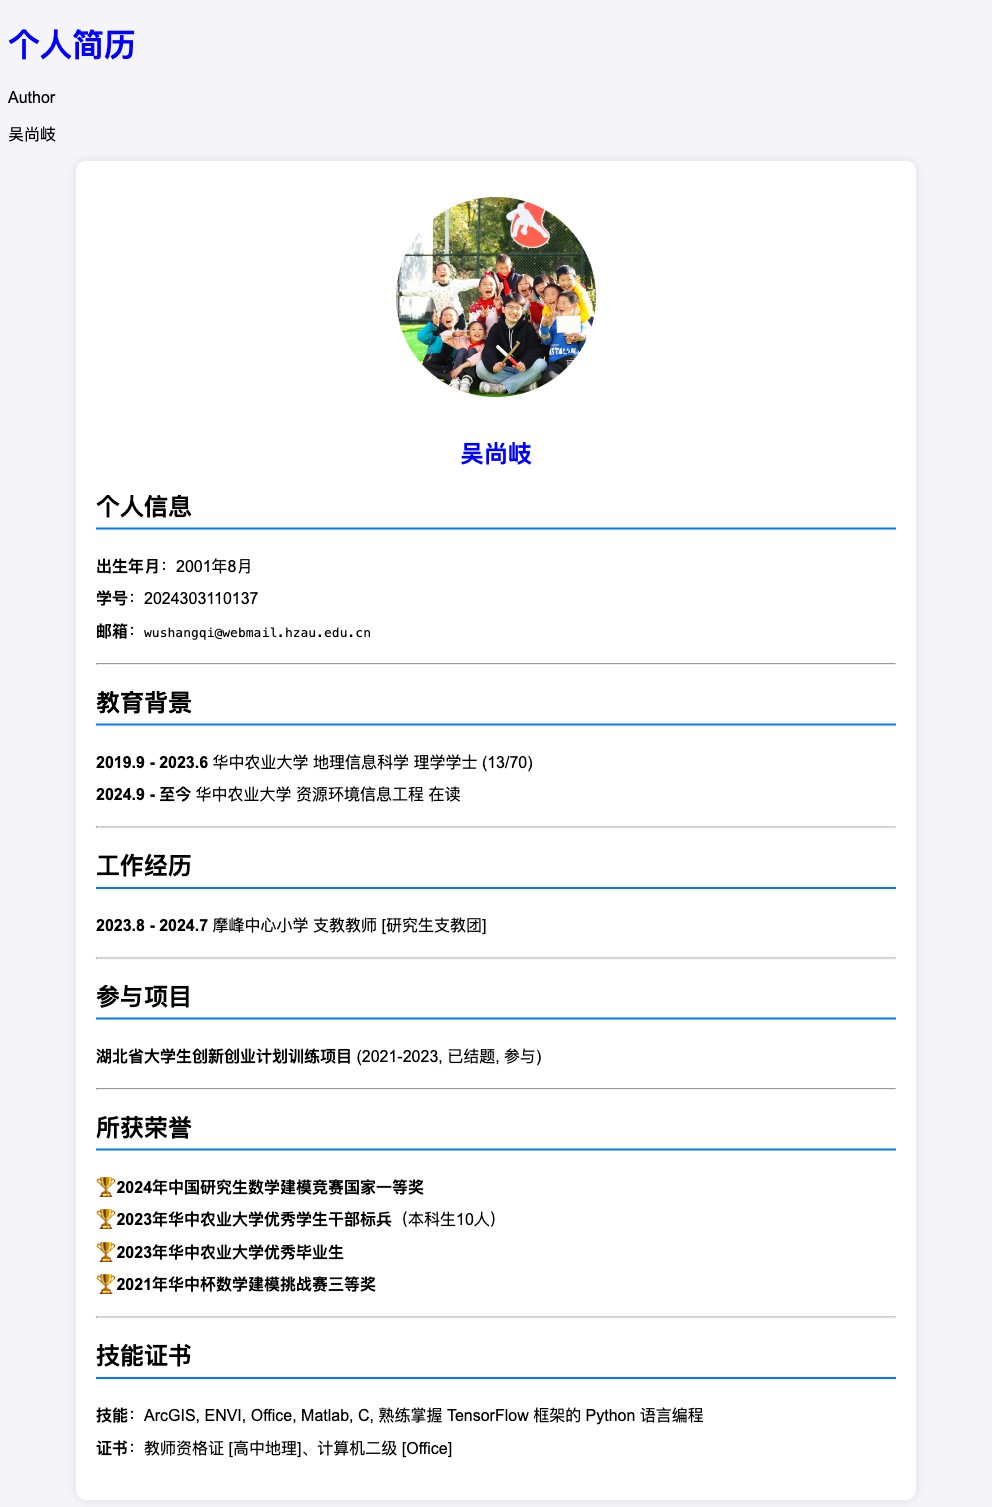 个人简历
Author
吴尚岐
吴尚岐
个人信息
出生年月：2001年8月
学号：2024303110137
邮箱：wushangqi@webmail.hzau.edu.cn
教育背景
2019.9 - 2023.6 华中农业大学 地理信息科学 理学学士 (13/70)
2024.9 - 至今 华中农业大学 资源环境信息工程 在读
工作经历
2023.8 - 2024.7 摩峰中心小学 支教教师 [研究生支教团]
参与项目
湖北省大学生创新创业计划训练项目 (2021-2023, 已结题, 参与)
所获荣誉
🏆2024年中国研究生数学建模竞赛国家一等奖
🏆2023年华中农业大学优秀学生干部标兵（本科生10人）
🏆2023年华中农业大学优秀毕业生
🏆2021年华中杯数学建模挑战赛三等奖
技能证书
技能：ArcGIS, ENVI, Office, Matlab, C, 熟练掌握 TensorFlow 框架的 Python 语言编程
证书：教师资格证 [高中地理]、计算机二级 [Office]